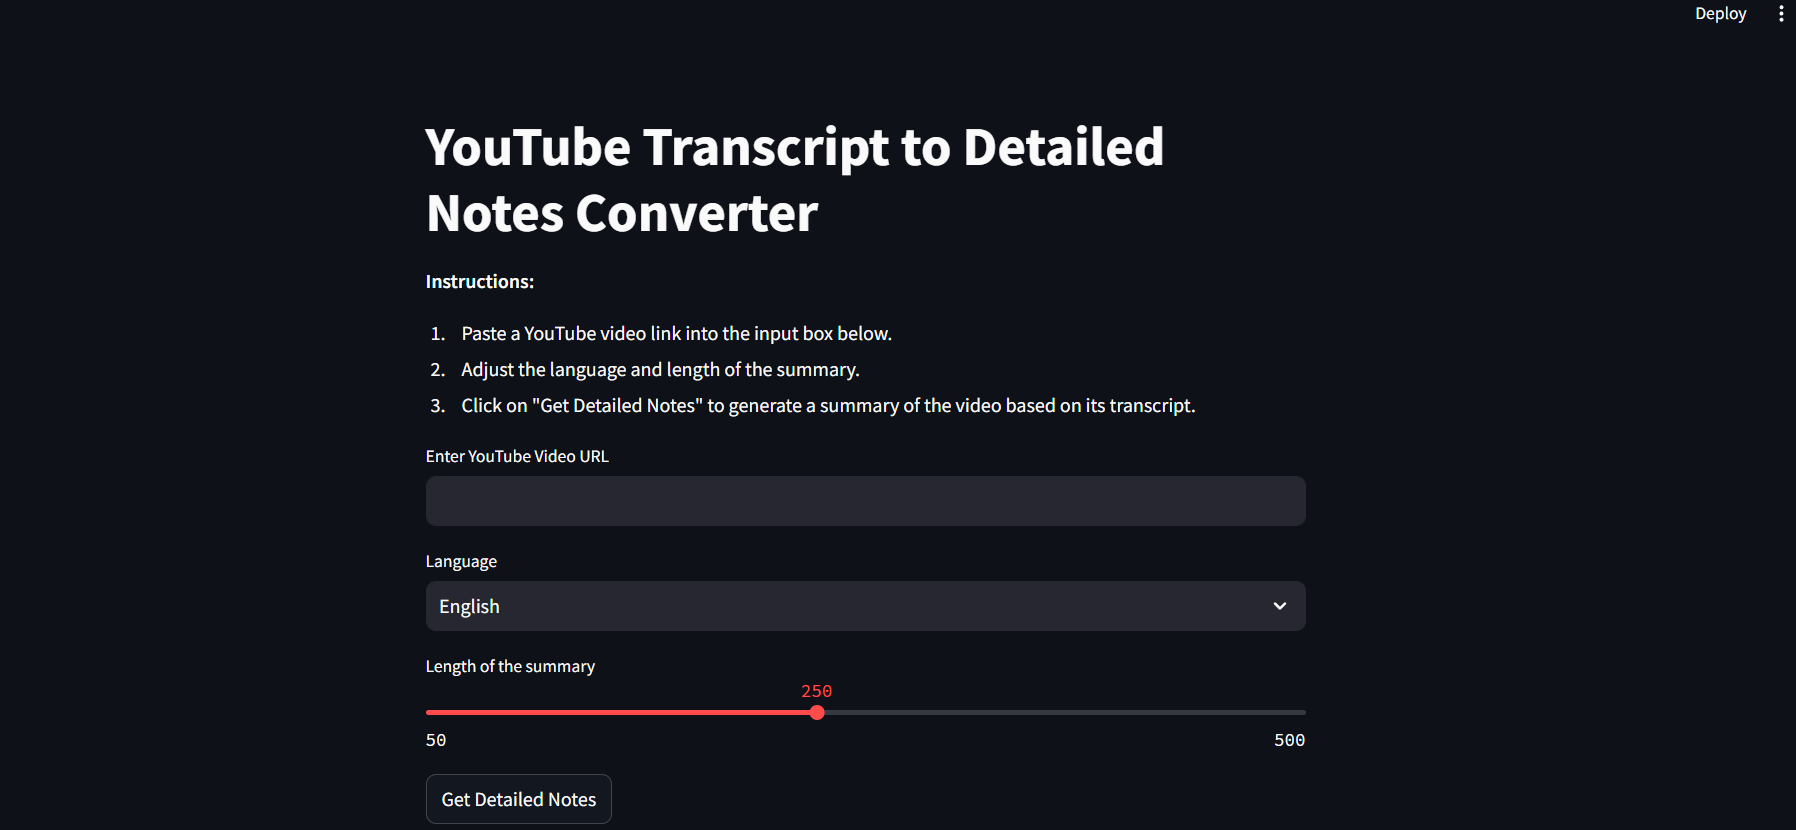 Deploy
YouTube Transcript to Detailed
Notes Converter
Instructions:
1. Paste a YouTube video link into the input box below.
2. Adjust the language and length of the summary.
3. Click on "Get Detailed Notes" to generate a summary of the video based on its transcript.
Enter YouTube Video URL
Language
English
Length of the summary
250
50 500
Get Detailed Notes